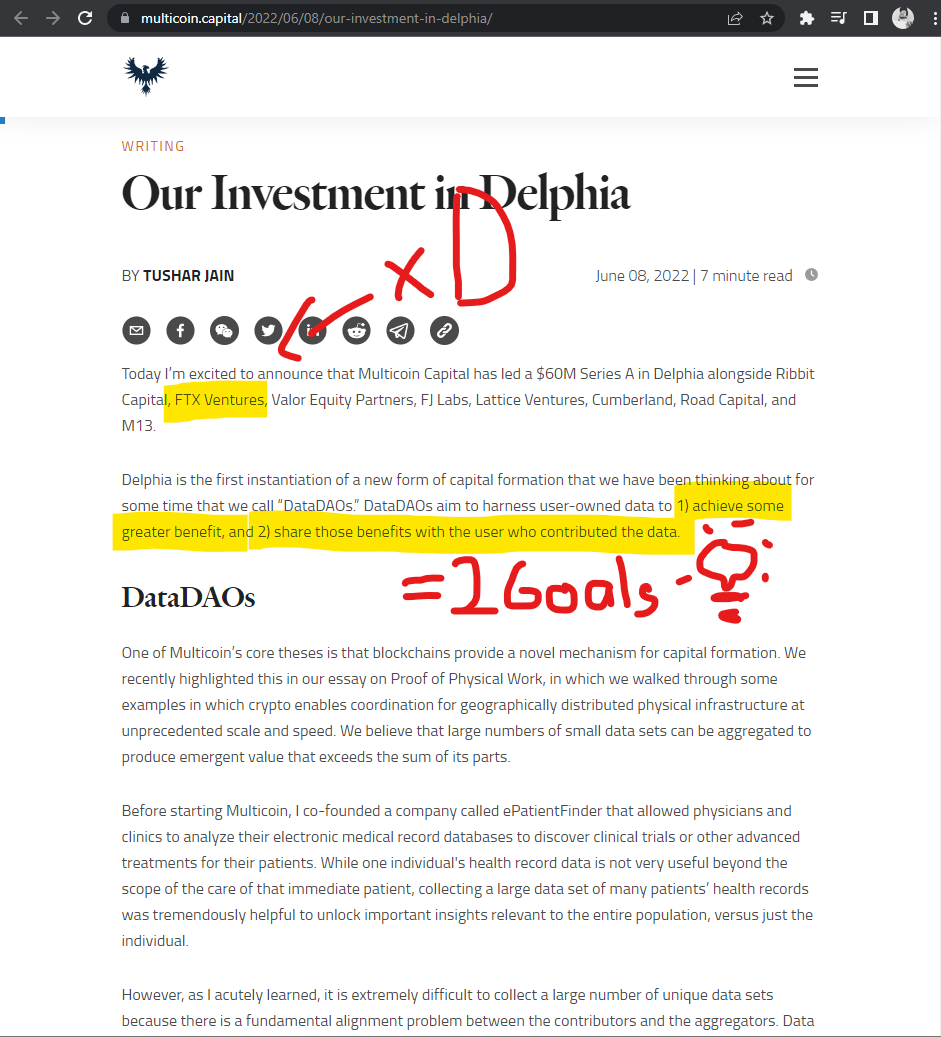 multicoin.capital/2022/06/08/our-investment-in-delphia/
WRITING
Our Investment in Delphia
xD
BY TUSHAR JAIN
June 08, 2022 | 7 minute read
Today I’m excited to announce that Multicoin Capital has led a $60M Series A in Delphia alongside Ribbit
Capital, FTX Ventures, Valor Equity Partners, FJ Labs, Lattice Ventures, Cumberland, Road Capital, and
M13.
Delphia is the first instantiation of a new form of capital formation that we have been thinking about for
some time that we call “DataDAOs.” DataDAOs aim to harness user-owned data to 1) achieve some
greater benefit, and 2) share those benefits with the user who contributed the data.
= 2 Goals
DataDAOs
One of Multicoin’s core theses is that blockchains provide a novel mechanism for capital formation. We
recently highlighted this in our essay on Proof of Physical Work, in which we walked through some
examples in which crypto enables coordination for geographically distributed physical infrastructure at
unprecedented scale and speed. We believe that large numbers of small data sets can be aggregated to
produce emergent value that exceeds the sum of its parts.
Before starting Multicoin, I co-founded a company called ePatientFinder that allowed physicians and
clinics to analyze their electronic medical record databases to discover clinical trials or other advanced
treatments for their patients. While one individual's health record data is not very useful beyond the
scope of the care of that immediate patient, collecting a large data set of many patients’ health records
was tremendously helpful to unlock important insights relevant to the entire population, versus just the
individual.
However, as I acutely learned, it is extremely difficult to collect a large number of unique data sets
because there is a fundamental alignment problem between the contributors and the aggregators. Data